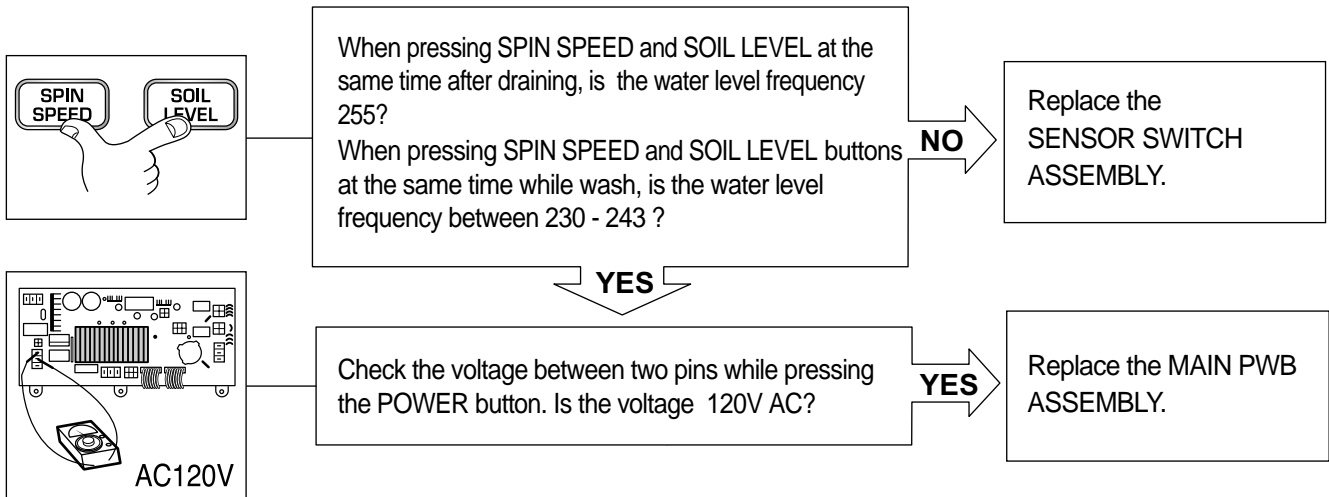 SPIN
SPEED
SOIL
LEVEL
When pressing SPIN SPEED and SOIL LEVEL at the
same time after draining, is the water level frequency
255?
When pressing SPIN SPEED and SOIL LEVEL buttons
at the same time while wash, is the water level
frequency between 230 - 243 ?
NO
Replace the
SENSOR SWITCH
ASSEMBLY.
YES
AC120V
Check the voltage between two pins while pressing
the POWER button. Is the voltage 120V AC?
YES
Replace the MAIN PWB
ASSEMBLY.